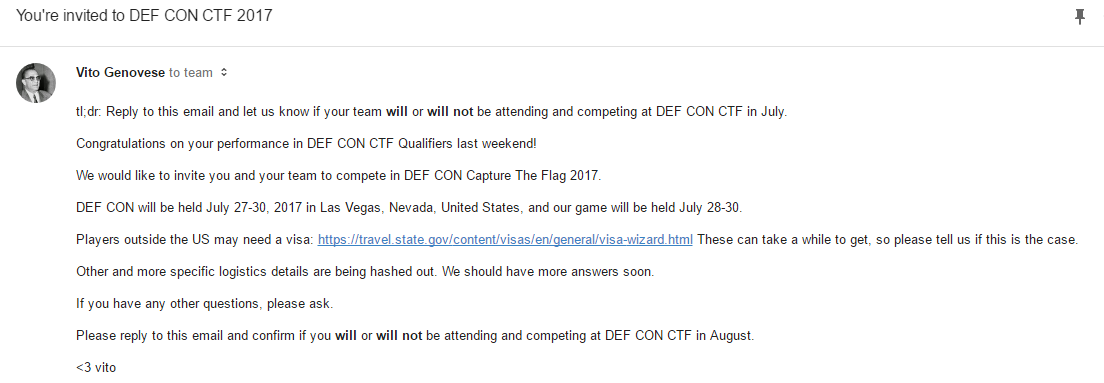 You're invited to DEF CON CTF 2017
Vito Genovese to team
tl;dr: Reply to this email and let us know if your team will or will not be attending and competing at DEF CON CTF in July.
Congratulations on your performance in DEF CON CTF Qualifiers last weekend!
We would like to invite you and your team to compete in DEF CON Capture The Flag 2017.
DEF CON will be held July 27-30, 2017 in Las Vegas, Nevada, United States, and our game will be held July 28-30.
Players outside the US may need a visa: https://travel.state.gov/content/visas/en/general/visa-wizard.html These can take a while to get, so please tell us if this is the case.
Other and more specific logistics details are being hashed out. We should have more answers soon.
If you have any other questions, please ask.
Please reply to this email and confirm if you will or will not be attending and competing at DEF CON CTF in August.
<3 vito